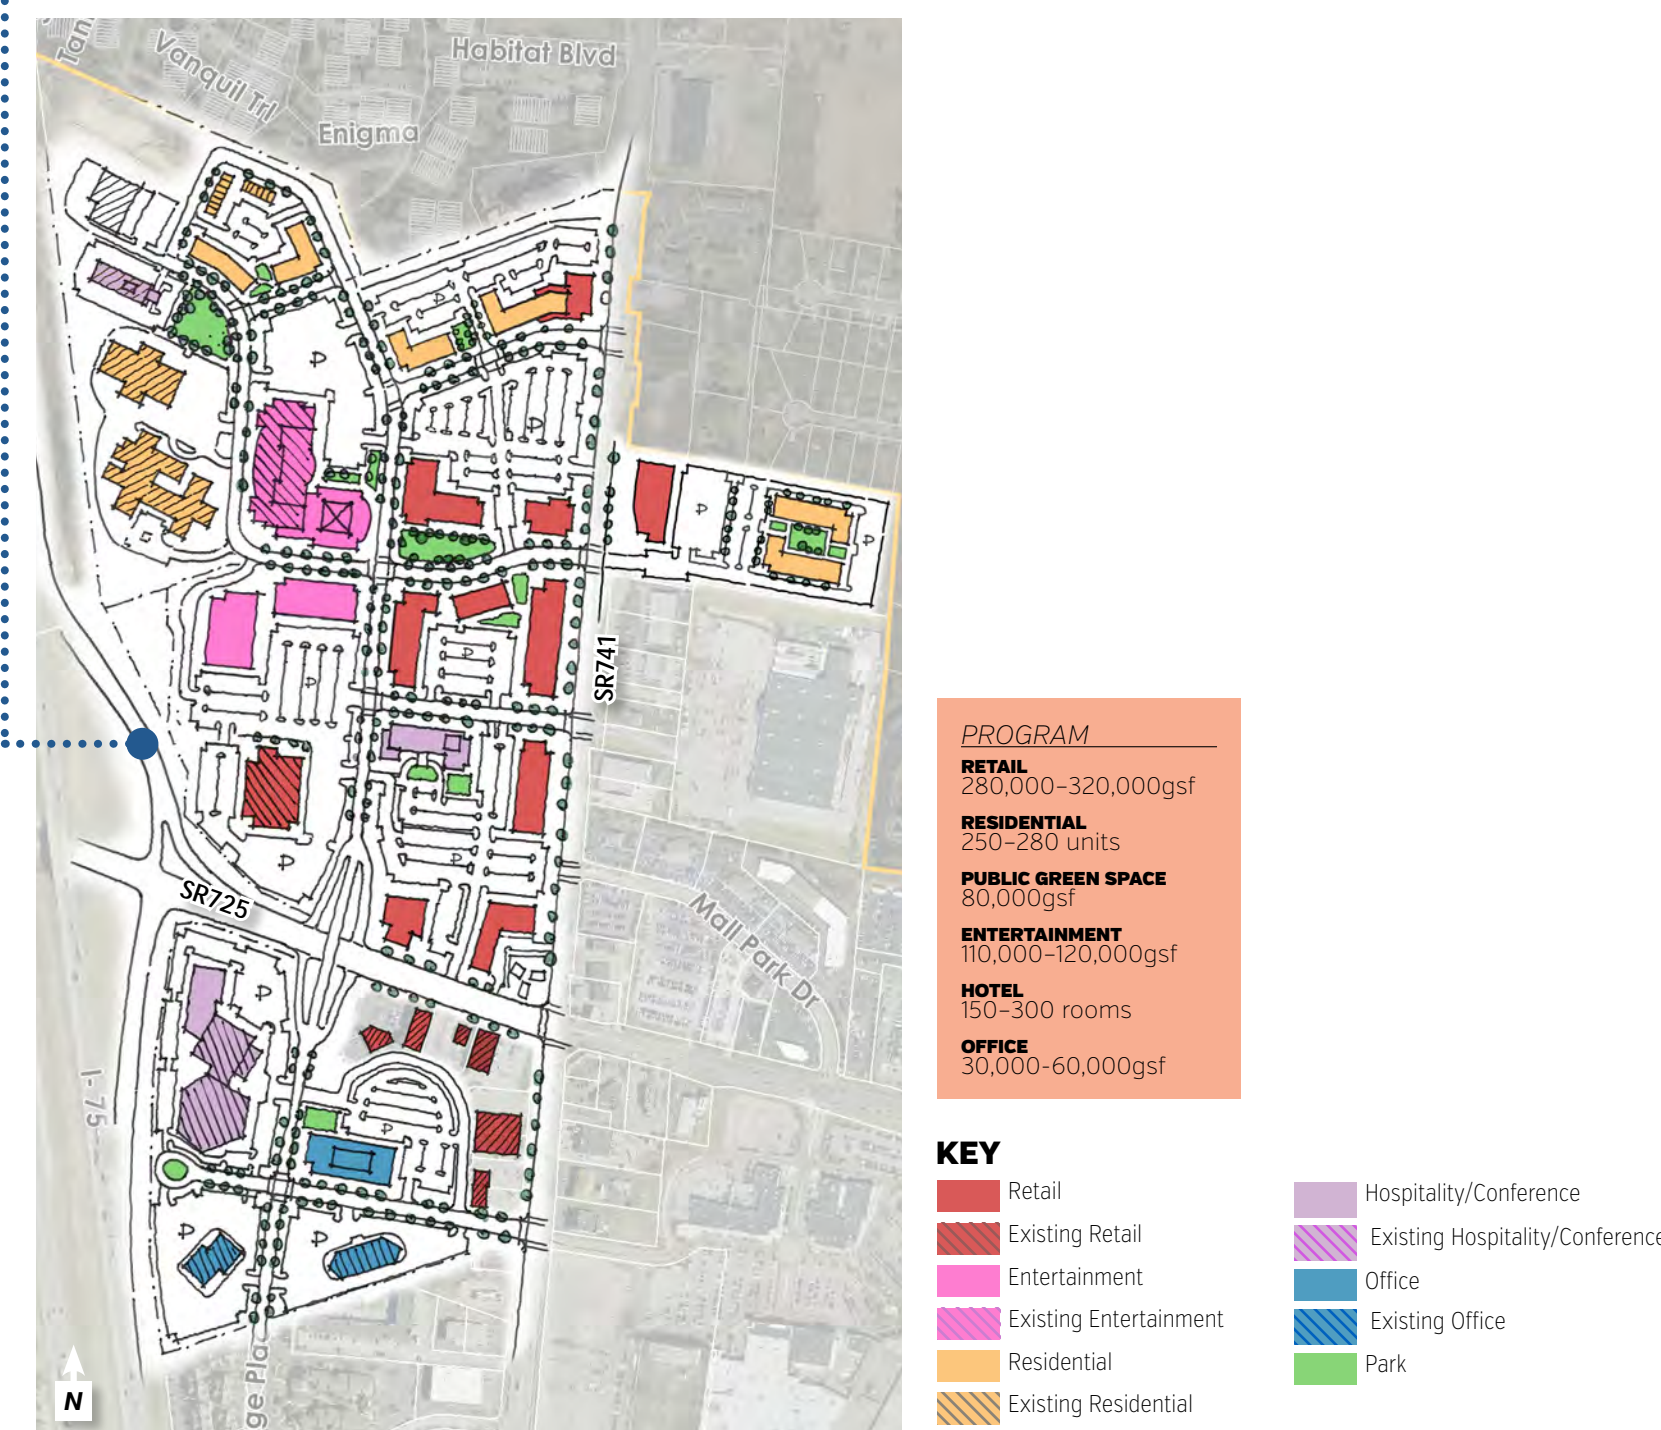 Tan
Vanquil Trl
Habitat Blvd
Enigma
P
P
P
P
P
P
P
SR741
P
P
SR725
Mall Park Dr
P
I-75
P
P
P
ge Pla
N
PROGRAM
RETAIL
280,000–320,000gsf
RESIDENTIAL
250–280 units
PUBLIC GREEN SPACE
80,000gsf
ENTERTAINMENT
110,000–120,000gsf
HOTEL
150–300 rooms
OFFICE
30,000-60,000gsf
KEY
Retail
Existing Retail
Entertainment
Existing Entertainment
Residential
Existing Residential
Hospitality/Conference
Existing Hospitality/Conference
Office
Existing Office
Park